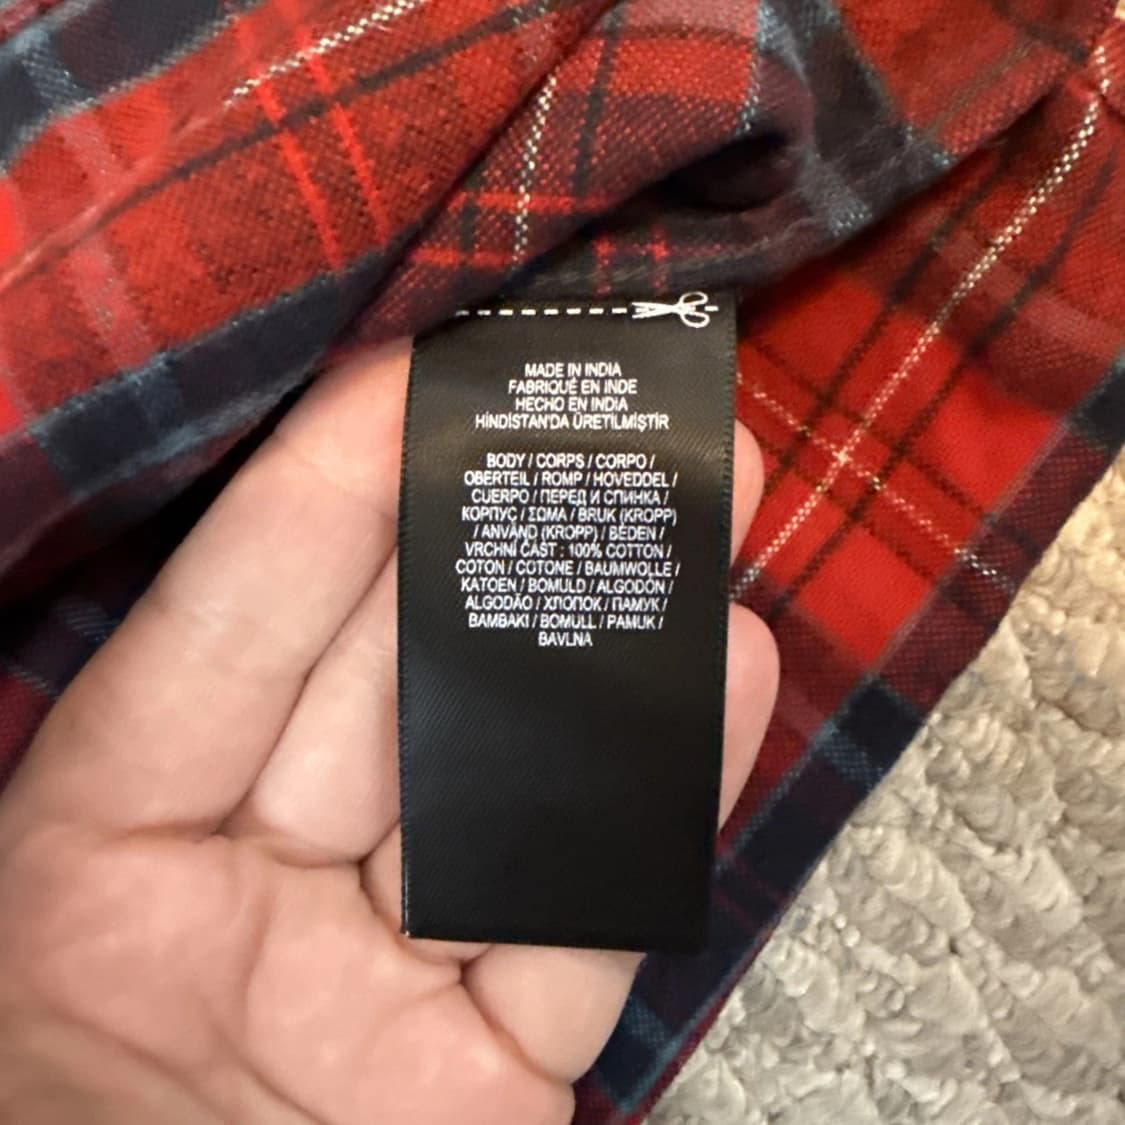 MADE IN INDIA
FABRIQUÉ EN INDE
HECHO EN INDIA
HİNDİSTAN'DA ÜRETİLMİŞTİR
BODY / CORPS / CORPO /
OBERTEIL / ROMP / HOVEDDEL /
CUERPO / ПЕРЕД И СПИНКА /
КОРПУС / ΣΩΜΑ / BRUK (KROPP)
/ ANVÄND (KROPP) / BEDEN /
VRCHNÍ ČÁST : 100% COTTON /
COTON / COTONE / BAUMWOLLE /
KATOEN / BOMULD / ALGODÓN /
ALGODÃO / ХЛОПОК / ПАМУК /
ΒΑΜΒΑΚΙ / BOMULL / PAMUK /
BAVLNA